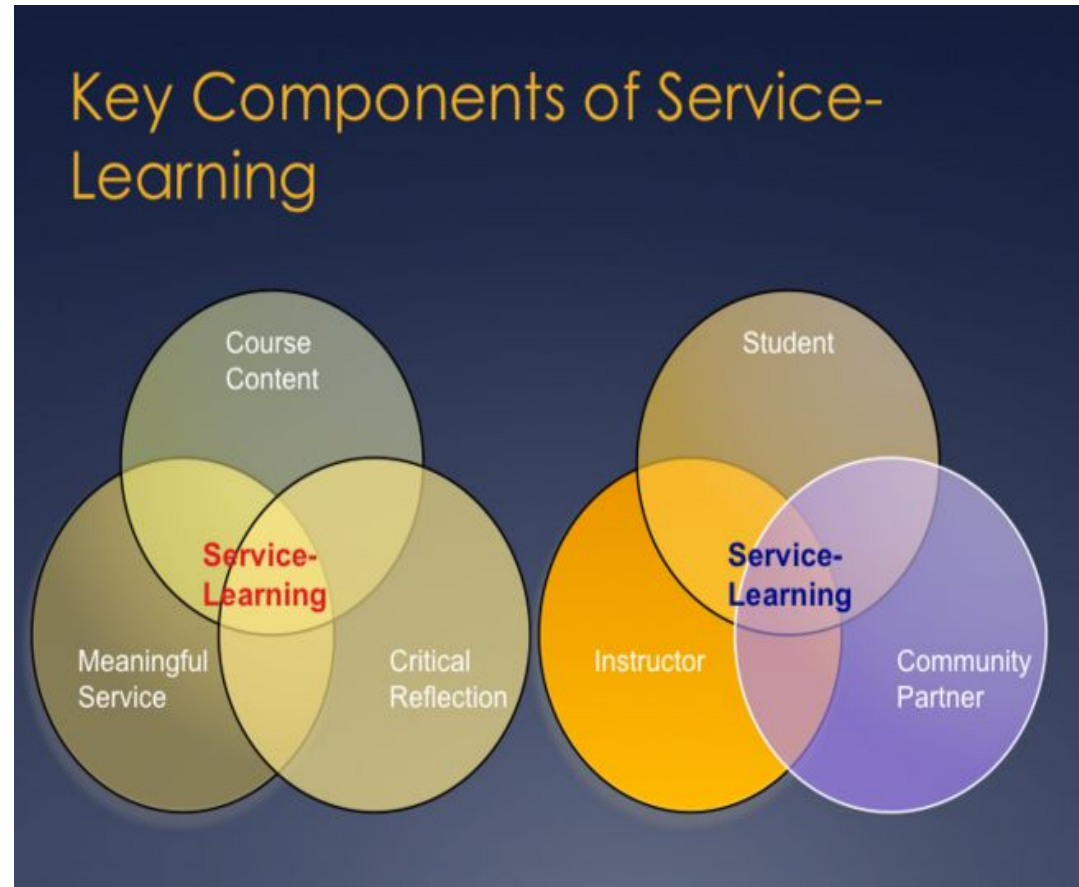 Key Components of Service-
Learning
Course
Content
Service-
Learning
Meaningful
Service
Critical
Reflection
Student
Service-
Learning
Instructor
Community
Partner